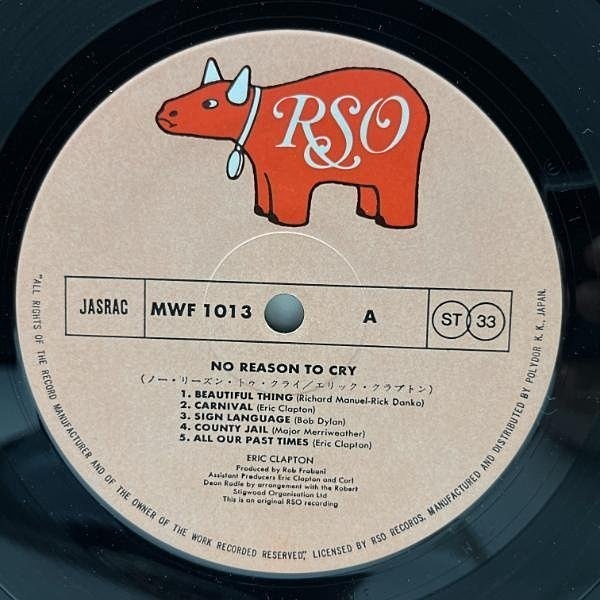 RSO
JASRAC
MWF 1013
A
ST 33
NO REASON TO CRY
(ノー・リーズン・トゥ・クライ/エリック・クラプトン)
1. BEAUTIFUL THING (Richard Manuel-Rick Danko)
2. CARNIVAL (Eric Clapton)
3. SIGN LANGUAGE (Bob Dylan)
4. COUNTY JAIL (Major Merriweather)
5. ALL OUR PAST TIMES (Eric Clapton)
ERIC CLAPTON
Produced by Rob Fraboni
Assistant Producers Eric Clapton and Carl
Dean Radle by arrangement with the Robert
Stigwood Organisation Ltd
This is an original RSO recording
"ALL RIGHTS OF THE RECORD MANUFACTURER AND OF THE OWNER OF THE WORK RECORDED RESERVED", LICENSED BY RSO RECORDS, MANUFACTURED AND DISTRIBUTED BY POLYDOR K. K., JAPAN.